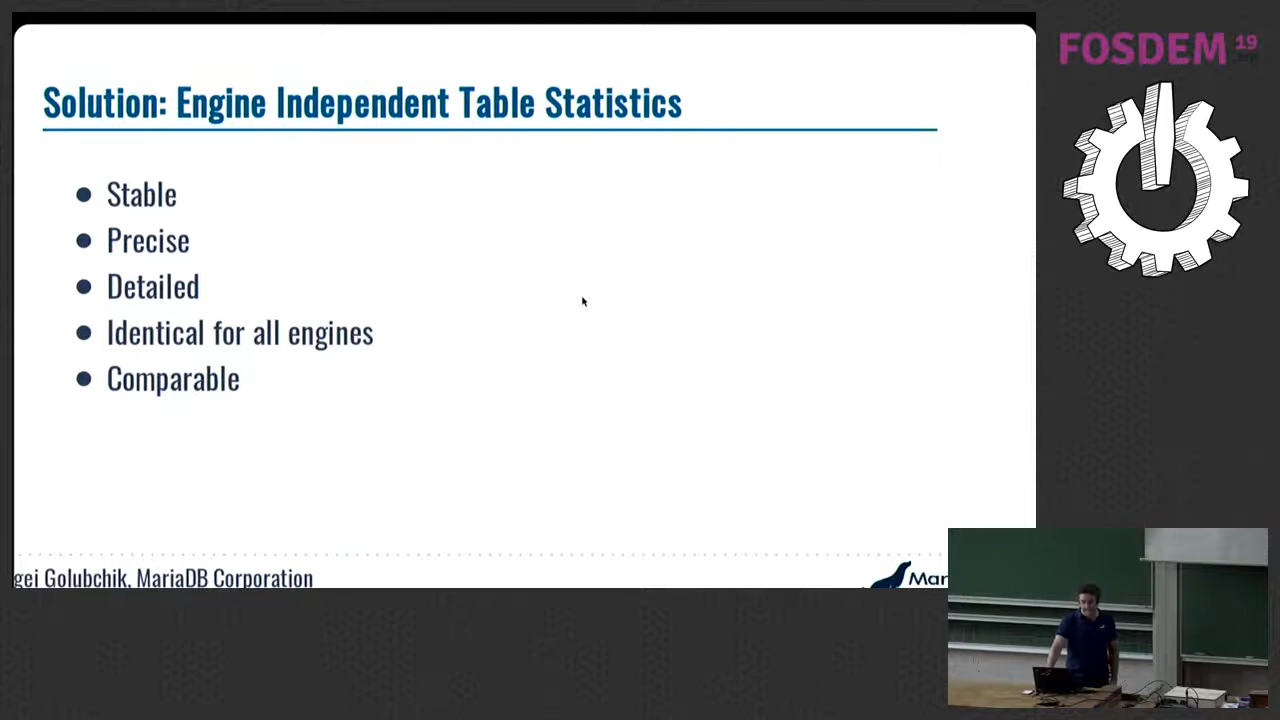 Solution: Engine Independent Table Statistics
FOSDEM 19
● Stable
● Precise
● Detailed
● Identical for all engines
● Comparable
gei Golubchik, MariaDB Corporation
Mar